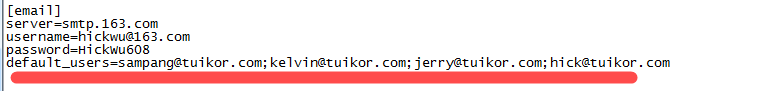 [email]
server=smtp.163.com
username=hickwu@163.com
password=HickWu608
default_users=sampang@tuikor.com;kelvin@tuikor.com;jerry@tuikor.com;hick@tuikor.com